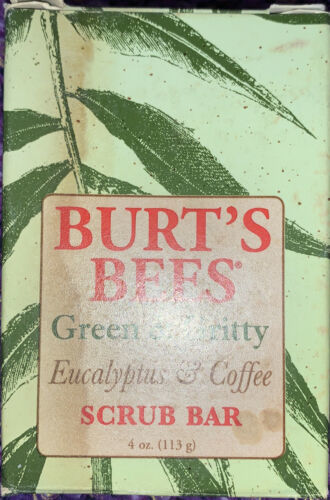 BURT'S
BEES®
Green & Gritty
Eucalyptus & Coffee
SCRUB BAR
4 oz. (113 g)